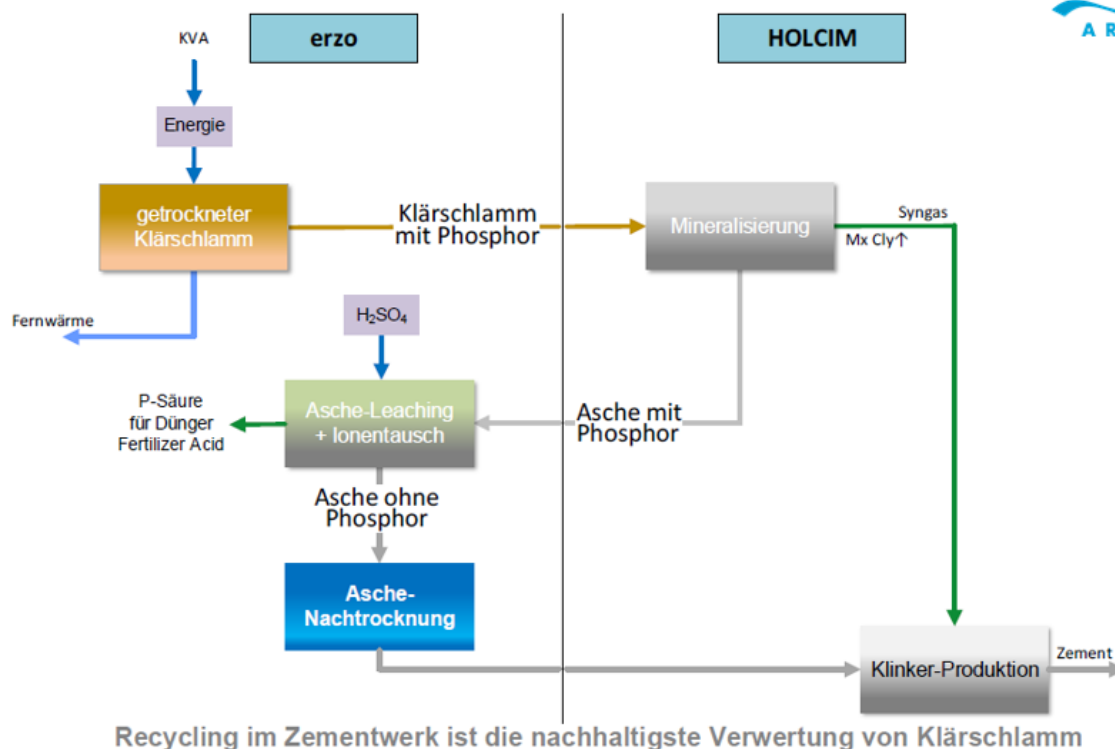 KVA
erzo
HOLCIM
A R
Energie
getrockneter
Klärschlamm
Klärschlamm
mit Phosphor
Mineralisierung
Syngas
Mx Cly↑
Fernwärme
H₂SO₄
P-Säure
für Dünger
Fertilizer Acid
Asche-Leaching
+ Ionentausch
Asche mit
Phosphor
Asche ohne
Phosphor
Asche-
Nachtrocknung
Klinker-Produktion
Zement
Recycling im Zementwerk ist die nachhaltigste Verwertung von Klärschlamm